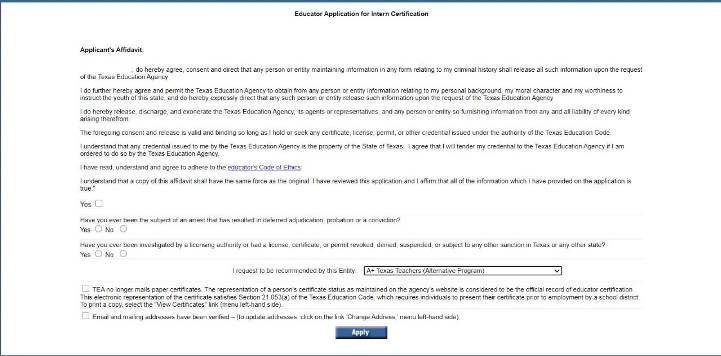 Educator Application for Intern Certification
Applicant's Affidavit:
, do hereby agree, consent and direct that any person or entity maintaining information in any form relating to my criminal history shall release all such information upon the request
of the Texas Education Agency
I do further hereby agree and permit the Texas Education Agency to obtain from any person or entity information relating to my personal background, my moral character and my worthiness to
instruct the youth of this state, and do hereby expressly direct that any such person or entity release such information upon the request of the Texas Education Agency
I do hereby release, discharge, and exonerate the Texas Education Agency, its agents or representatives, and any person or entity so furnishing information from any and all liability of every kind
arising therefrom.
The foregoing consent and release is valid and binding so long as I hold or seek any certificate, license, permit, or other credential issued under the authority of the Texas Education Code.
I understand that any credential issued to me by the Texas Education Agency is the property of the State of Texas. I agree that I will tender my credential to the Texas Education Agency if I am
ordered to do so by the Texas Education Agency.
I have read, understand and agree to adhere to the educator's Code of Ethics
I understand that a copy of this affidavit shall have the same force as the original. I have reviewed this application and I affirm that all of the information which I have provided on the application is
true."
Yes
Have you ever been the subject of an arrest that has resulted in deferred adjudication, probation or a conviction?
Yes No
Have you ever been investigated by a licensing authority or had a license, certificate, or permit revoked, denied, suspended, or subject to any other sanction in Texas or any other state?
Yes No
I request to be recommended by this Entity: A+ Texas Teachers (Alternative Program)
TEA no longer mails paper certificates. The representation of a person's certificate status as maintained on the agency's website is considered to be the official record of educator certification.
This electronic representation of the certificate satisfies Section 21.053(a) of the Texas Education Code, which requires individuals to present their certificate prior to employment by a school district.
To print a copy, select the "View Certificates" link (menu left-hand side).
Email and mailing addresses have been verified – (to update addresses, click on the link 'Change Address,' menu left-hand side)
Apply